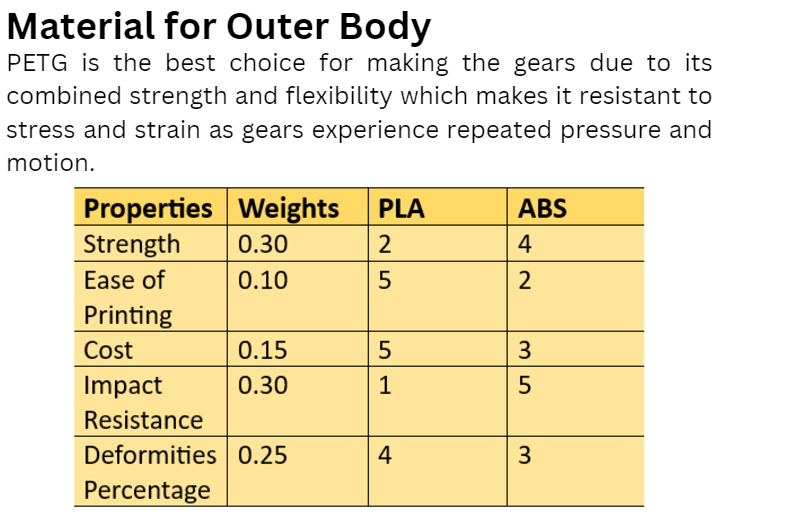 Material for Outer Body
PETG is the best choice for making the gears due to its
combined strength and flexibility which makes it resistant to
stress and strain as gears experience repeated pressure and
motion.
Properties Weights PLA ABS
Strength 0.30 2 4
Ease of 0.10 5 2
Printing
Cost 0.15 5 3
Impact 0.30 1 5
Resistance
Deformities 0.25 4 3
Percentage